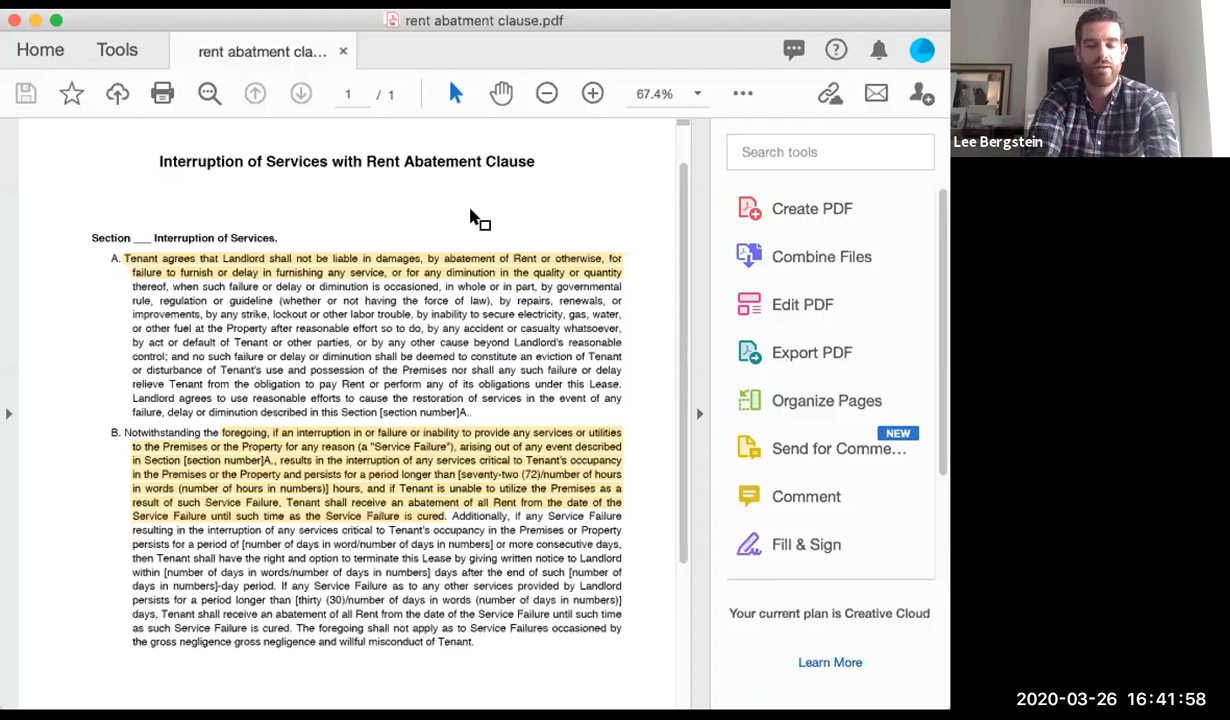 rent abatment clause.pdf
Home Tools rent abatment cla... ×
1 / 1 67.4%
Interruption of Services with Rent Abatement Clause
Section ___ Interruption of Services.
A. Tenant agrees that Landlord shall not be liable in damages, by abatement of Rent or otherwise, for
failure to furnish or delay in furnishing any service, or for any diminution in the quality or quantity
thereof, when such failure or delay or diminution is occasioned, in whole or in part, by governmental
rule, regulation or guideline (whether or not having the force of law), by repairs, renewals, or
improvements, by any strike, lockout or other labor trouble, by inability to secure electricity, gas, water,
or other fuel at the Property after reasonable effort so to do, by any accident or casualty whatsoever,
by act or default of Tenant or other parties, or by any other cause beyond Landlord's reasonable
control; and no such failure or delay or diminution shall be deemed to constitute an eviction of Tenant
or disturbance of Tenant's use and possession of the Premises nor shall any such failure or delay
relieve Tenant from the obligation to pay Rent or perform any of its obligations under this Lease.
Landlord agrees to use reasonable efforts to cause the restoration of services in the event of any
failure, delay or diminution described in this Section [section number]A..
B. Notwithstanding the foregoing, if an interruption in or failure or inability to provide any services or utilities
to the Premises or the Property for any reason (a "Service Failure"), arising out of any event described
in Section [section number]A., results in the interruption of any services critical to Tenant's occupancy
in the Premises or the Property and persists for a period longer than [seventy-two (72)/number of hours
in words (number of hours in numbers)] hours, and if Tenant is unable to utilize the Premises as a
result of such Service Failure, Tenant shall receive an abatement of all Rent from the date of the
Service Failure until such time as the Service Failure is cured. Additionally, if any Service Failure
resulting in the interruption of any services critical to Tenant's occupancy in the Premises or Property
persists for a period of [number of days in word/number of days in numbers] or more consecutive days,
then Tenant shall have the right and option to terminate this Lease by giving written notice to Landlord
within [number of days in words/number of days in numbers] days after the end of such [number of
days in numbers]-day period. If any Service Failure as to any other services provided by Landlord
persists for a period longer than [thirty (30)/number of days in words (number of days in numbers)]
days, Tenant shall receive an abatement of all Rent from the date of the Service Failure until such time
as such Service Failure is cured. The foregoing shall not apply as to Service Failures occasioned by
the gross negligence gross negligence and willful misconduct of Tenant.
Search tools
Create PDF
Combine Files
Edit PDF
Export PDF
Organize Pages
NEW
Send for Comme...
Comment
Fill & Sign
Your current plan is Creative Cloud
Learn More
Lee Bergstein
2020-03-26 16:41:58